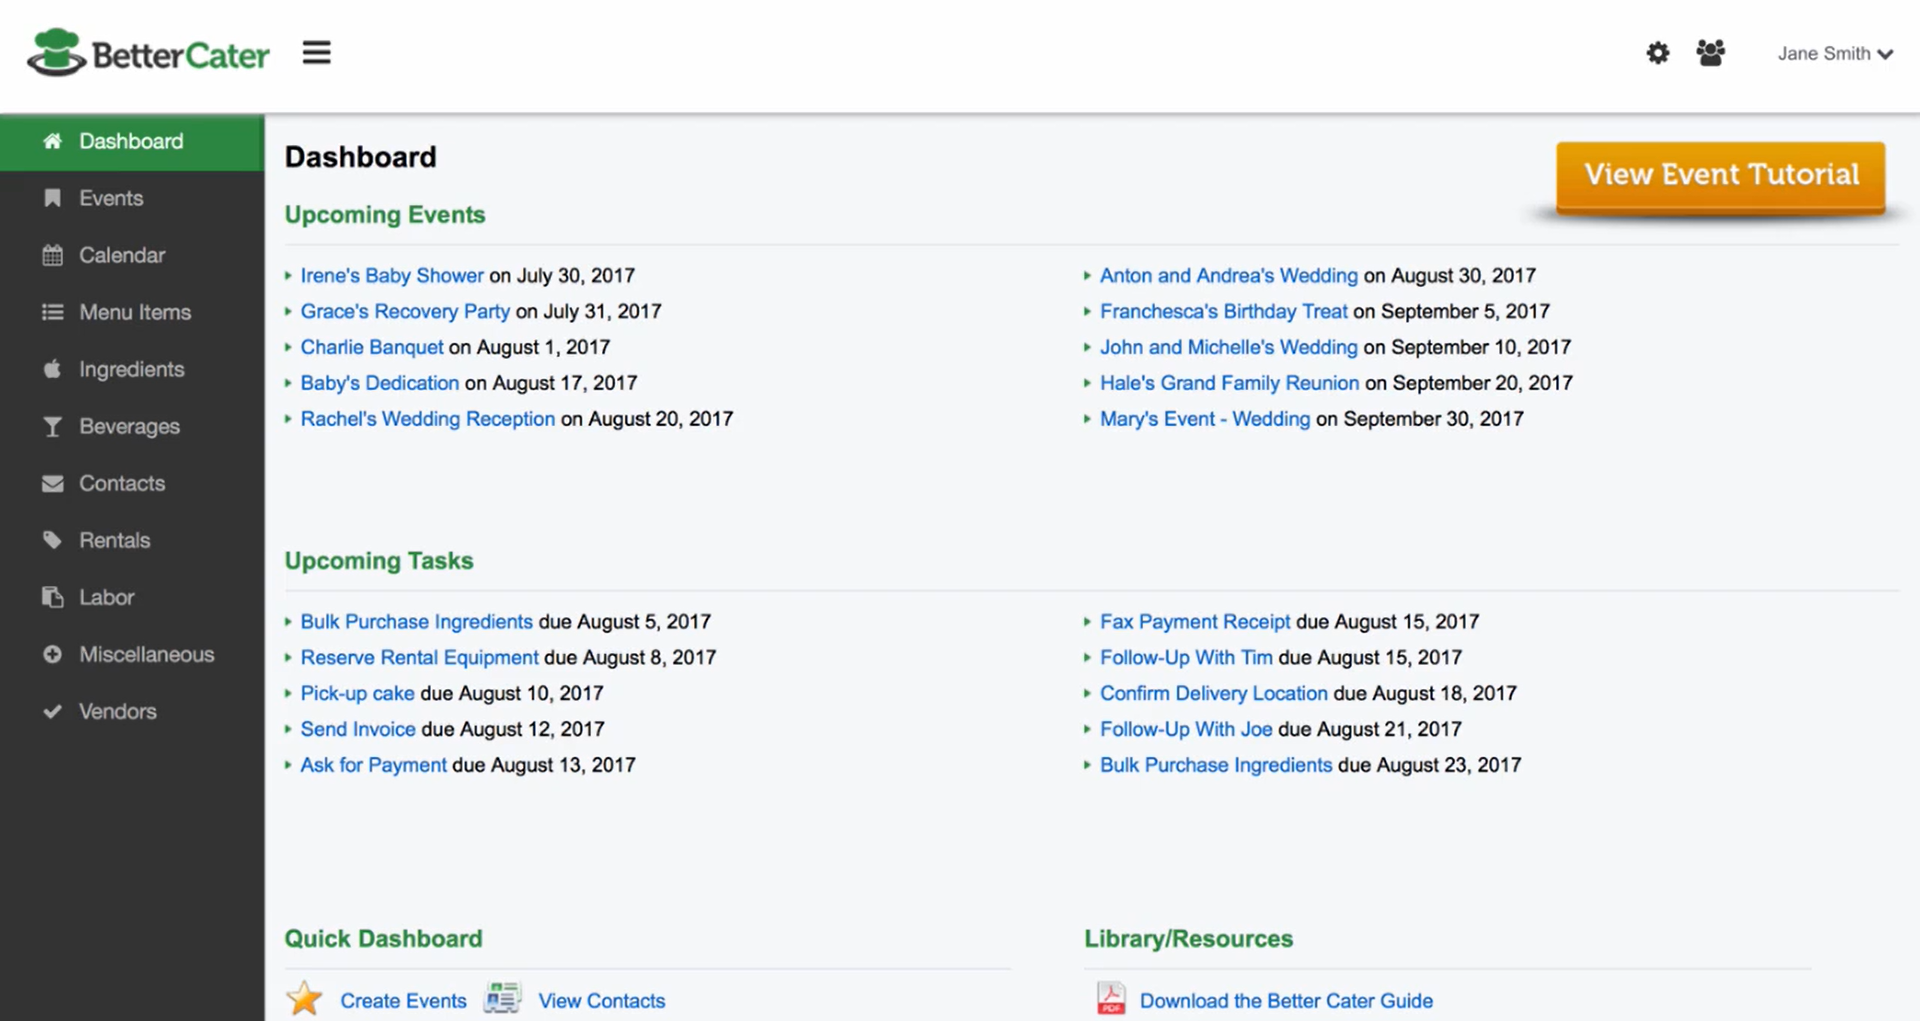 BetterCater
Jane Smith
Dashboard
Events
Calendar
Menu Items
Ingredients
Beverages
Contacts
Rentals
Labor
Miscellaneous
Vendors
Dashboard
View Event Tutorial
Upcoming Events
Irene's Baby Shower on July 30, 2017
Grace's Recovery Party on July 31, 2017
Charlie Banquet on August 1, 2017
Baby's Dedication on August 17, 2017
Rachel's Wedding Reception on August 20, 2017
Anton and Andrea's Wedding on August 30, 2017
Franchesca's Birthday Treat on September 5, 2017
John and Michelle's Wedding on September 10, 2017
Hale's Grand Family Reunion on September 20, 2017
Mary's Event - Wedding on September 30, 2017
Upcoming Tasks
Bulk Purchase Ingredients due August 5, 2017
Reserve Rental Equipment due August 8, 2017
Pick-up cake due August 10, 2017
Send Invoice due August 12, 2017
Ask for Payment due August 13, 2017
Fax Payment Receipt due August 15, 2017
Follow-Up With Tim due August 15, 2017
Confirm Delivery Location due August 18, 2017
Follow-Up With Joe due August 21, 2017
Bulk Purchase Ingredients due August 23, 2017
Quick Dashboard
Create Events
View Contacts
Library/Resources
PDF
Download the Better Cater Guide